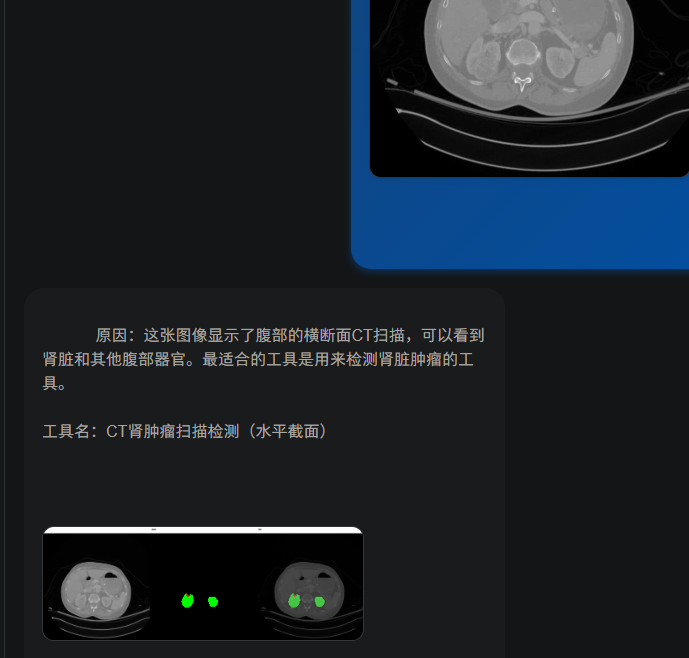 原因：这张图像显示了腹部的横断面CT扫描，可以看到
肾脏和其他腹部器官。最适合的工具是用来检测肾脏肿瘤的工
具。
工具名：CT肾肿瘤扫描检测（水平截面）